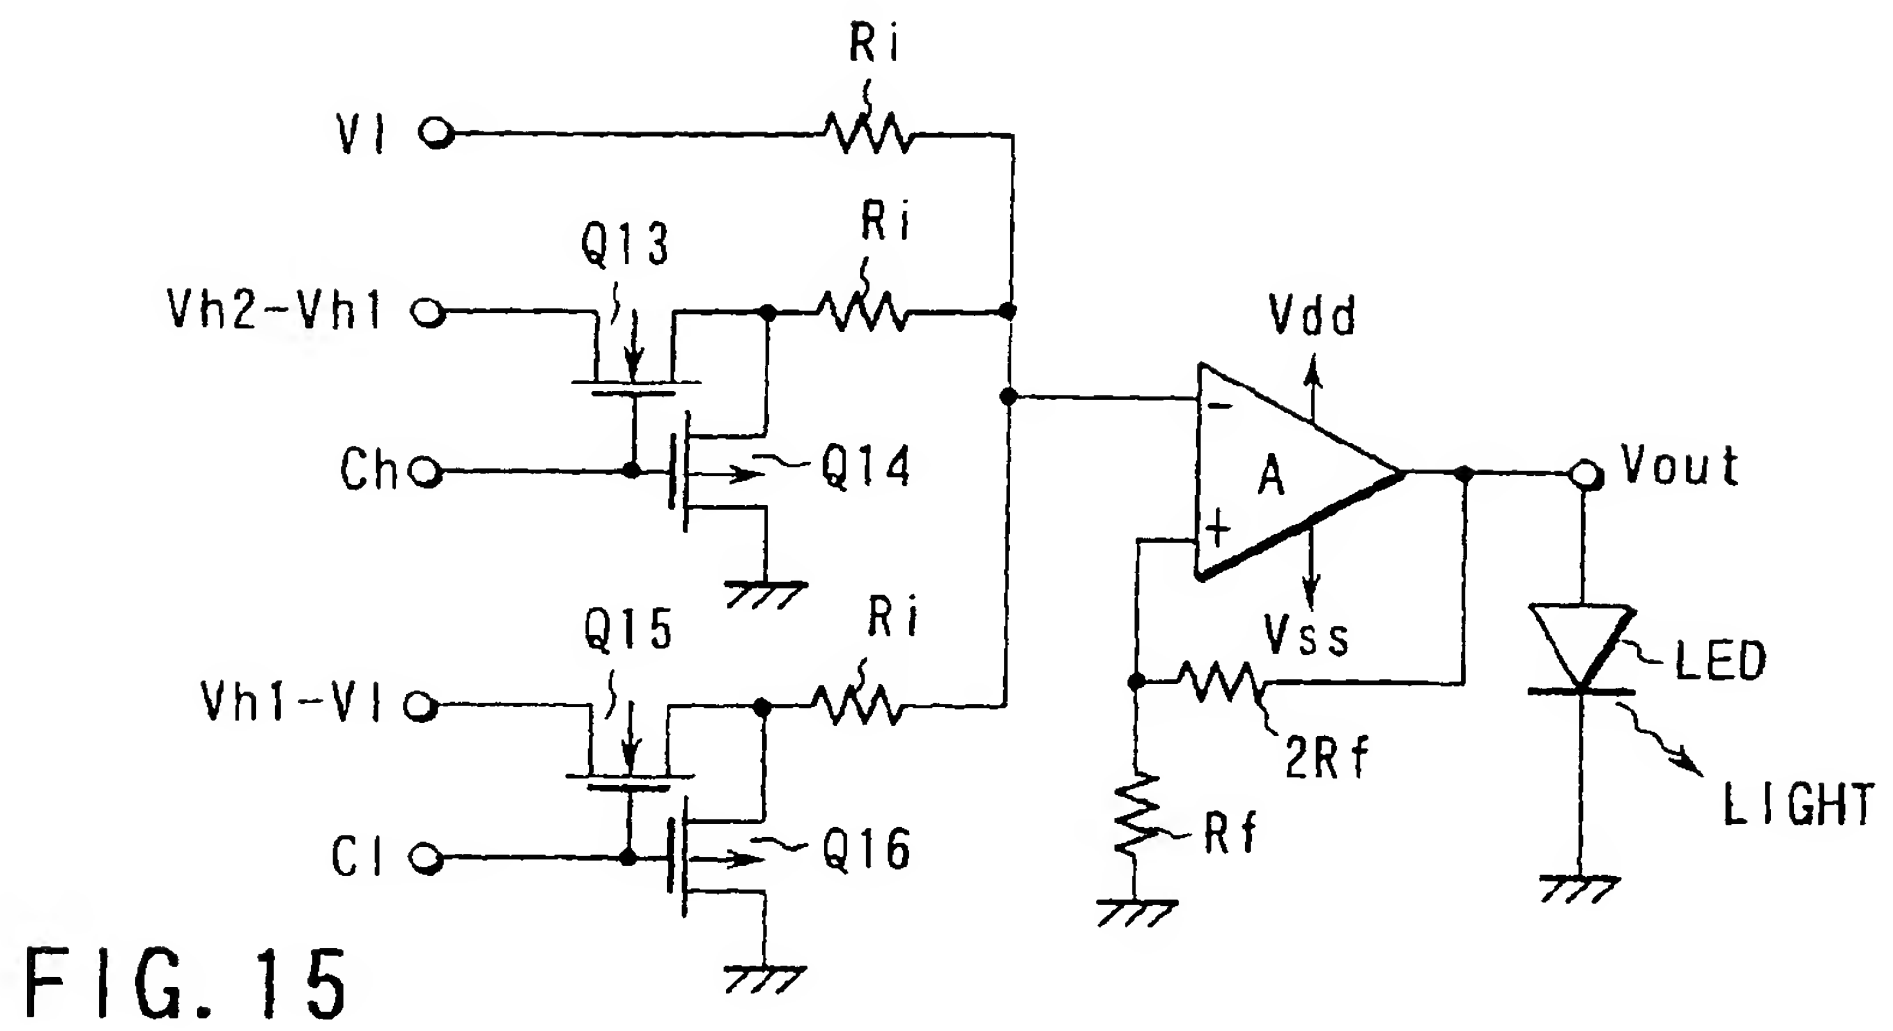 Ri
Vl
Ri
Q13
Vh2-Vh1
Vdd
-
Ch
Q14
A
Vout
+
Ri
Q15
Vss
LED
Vh1-Vl
2Rf
LIGHT
Rf
Cl
Q16
FIG. 15